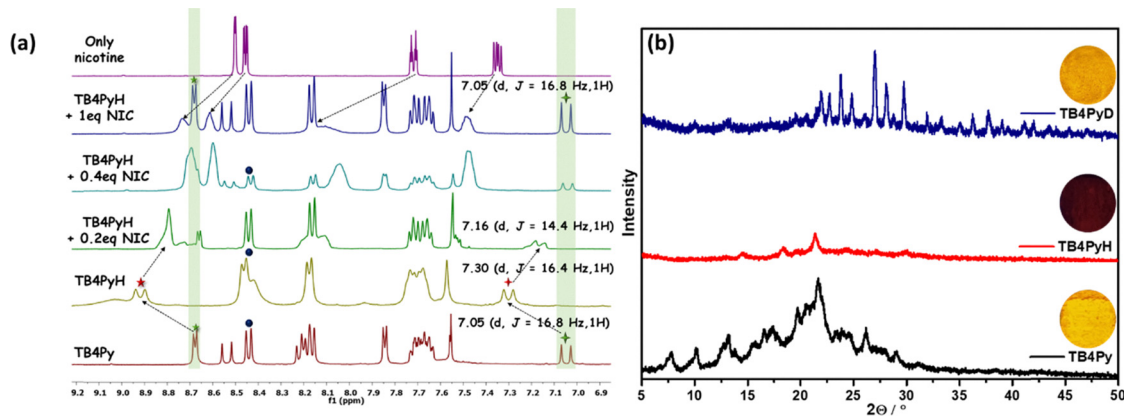 (a)
Only
nicotine
7.05 (d, J = 16.8 Hz,1H)
TB4PyH
+ 1eq NIC
TB4PyH
+ 0.4eq NIC
TB4PyH
+ 0.2eq NIC
7.16 (d, J = 14.4 Hz,1H)
TB4PyH
7.30 (d, J = 16.4 Hz,1H)
TB4Py
7.05 (d, J = 16.8 Hz,1H)
9.2 9.1 9.0 8.9 8.8 8.7 8.6 8.5 8.4 8.3 8.2 8.1 8.0 7.9 7.8 7.7 7.6 7.5 7.4 7.3 7.2 7.1 7.0 6.9
f1 (ppm)
(b)
Intensity
TB4PyD
TB4PyH
TB4Py
5 10 15 20 25 30 35 40 45 50
2Θ / °